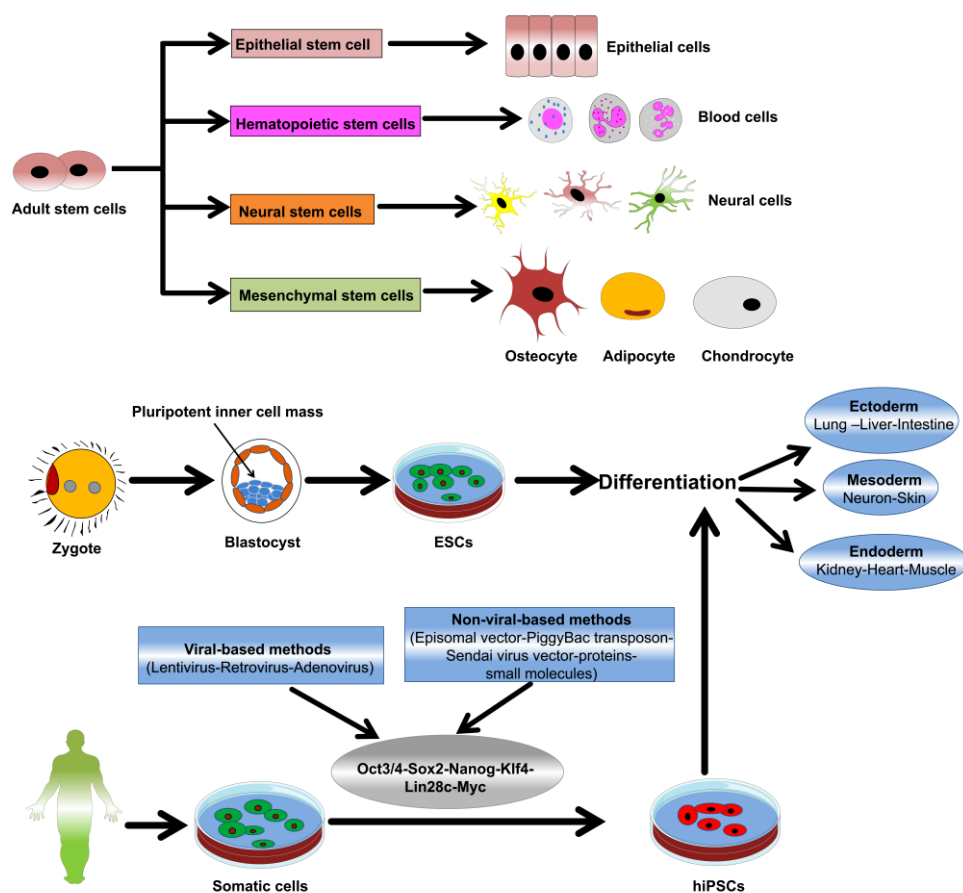 Epithelial stem cell
Epithelial cells
Hematopoietic stem cells
Blood cells
Adult stem cells
Neural stem cells
Neural cells
Mesenchymal stem cells
Osteocyte
Adipocyte
Chondrocyte
Pluripotent inner cell mass
Zygote
Blastocyst
ESCs
Differentiation
Ectoderm
Lung –Liver-Intestine
Mesoderm
Neuron-Skin
Endoderm
Kidney-Heart-Muscle
Viral-based methods
(Lentivirus-Retrovirus-Adenovirus)
Non-viral-based methods
(Episomal vector-PiggyBac transposon-
Sendai virus vector-proteins-
small molecules)
Oct3/4-Sox2-Nanog-Klf4-
Lin28c-Myc
Somatic cells
hiPSCs